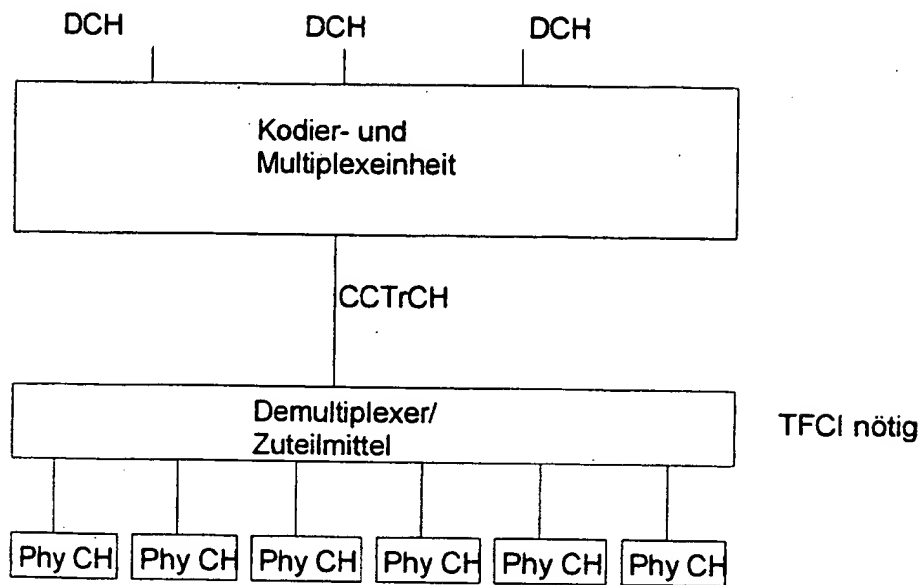 DCH DCH DCH
Kodier- und
Multiplexeinheit
CCTrCH
Demultiplexer/
Zuteilmittel
TFCI nötig
Phy CH Phy CH Phy CH Phy CH Phy CH Phy CH